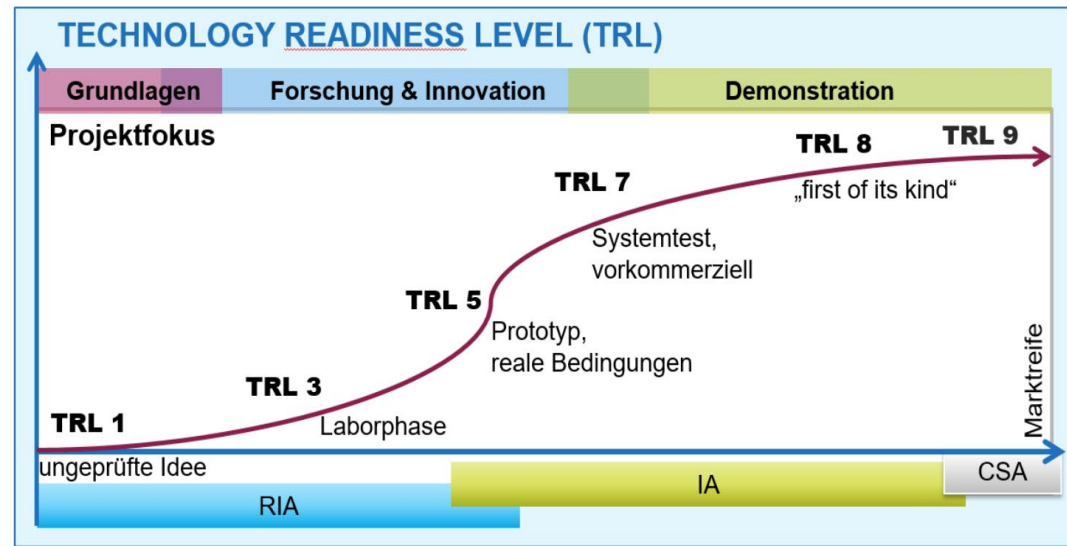 TECHNOLOGY READINESS LEVEL (TRL)
Grundlagen
Forschung & Innovation
Demonstration
Projektfokus
TRL 1
ungeprüfte Idee
TRL 3
Laborphase
TRL 5
Prototyp,
reale Bedingungen
TRL 7
Systemtest,
vorkommerziell
TRL 8
„first of its kind“
TRL 9
Marktreife
RIA
IA
CSA